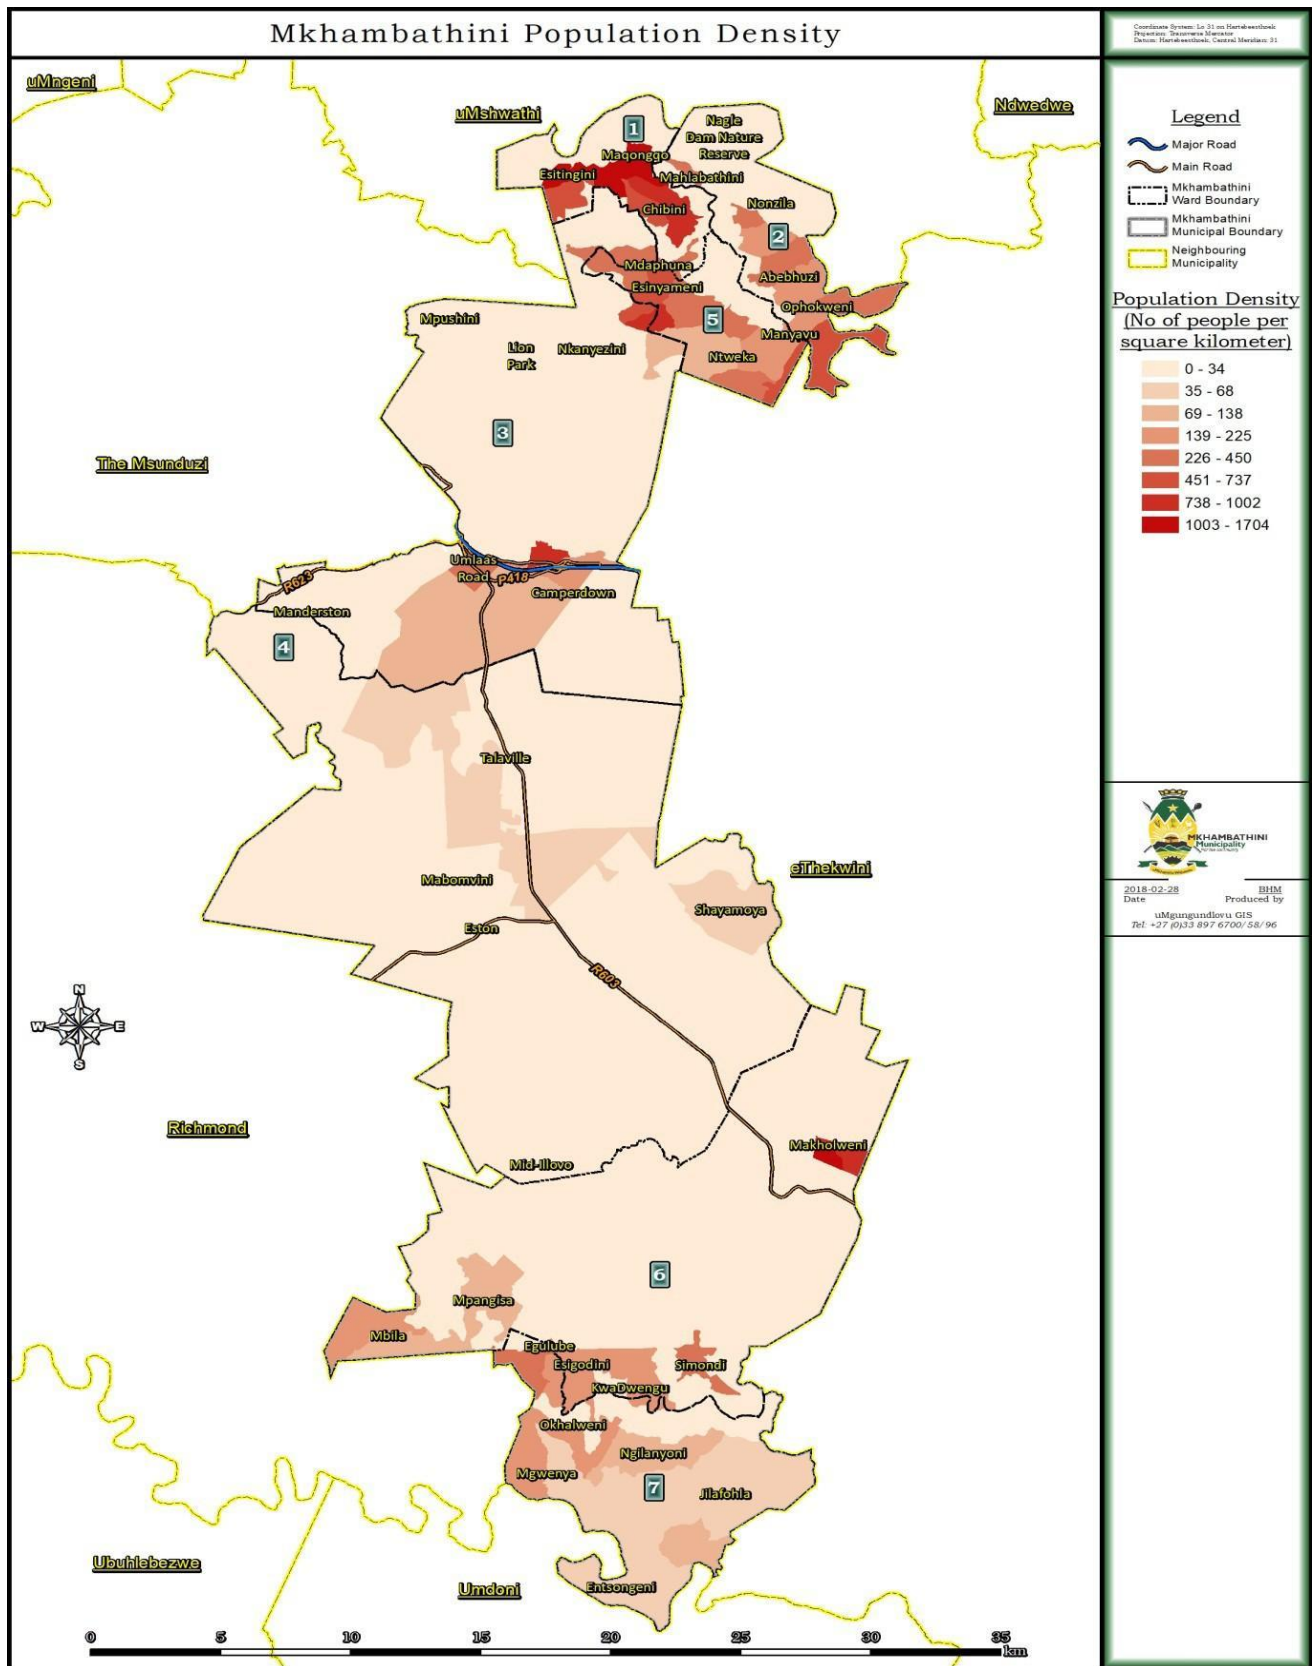 Mkhambathini Population Density
Coordinate System: Lo 31 on Hartebeesthoek
Projection: Transverse Mercator
Datum: Hartebeesthoek, Central Meridian: 31
uMngeni
uMshwathi
Ndwedwe
1
Nagle
Dam Nature
Reserve
Maqonggo
Esitingini
Mahlabathini
Chibini
Nonzila
2
Mdaphuna
Abebhuzi
Esinyameni
Ophokweni
Mpushini
5
Manyavu
Lion
Park
Nkanyezini
Ntweka
3
The Msunduzi
Umlaas
Road
P418
R623
Camperdown
Manderston
4
Talaville
Mabomvini
eThekwini
Shayamoya
Eston
R603
N
W
E
S
Richmond
Makholweni
Mid-Illovo
6
Mpangisa
Mbila
Egulube
Esigodini
Simondi
KwaDwengu
Okhalweni
Ngilanyoni
Mgwenya
7
Jilafohla
Ubuhlebezwe
Umdoni
Entsongeni
0 5 10 15 20 25 30 35
km
Legend
Major Road
Main Road
Mkhambathini
Ward Boundary
Mkhambathini
Municipal Boundary
Neighbouring
Municipality
Population Density
(No of people per
square kilometer)
0 - 34
35 - 68
69 - 138
139 - 225
226 - 450
451 - 737
738 - 1002
1003 - 1704
MKHAMBATHINI
Municipality
2018-02-28 BHM
Date Produced by
uMgungundlovu GIS
Tel: +27 (0)33 897 6700/58/96